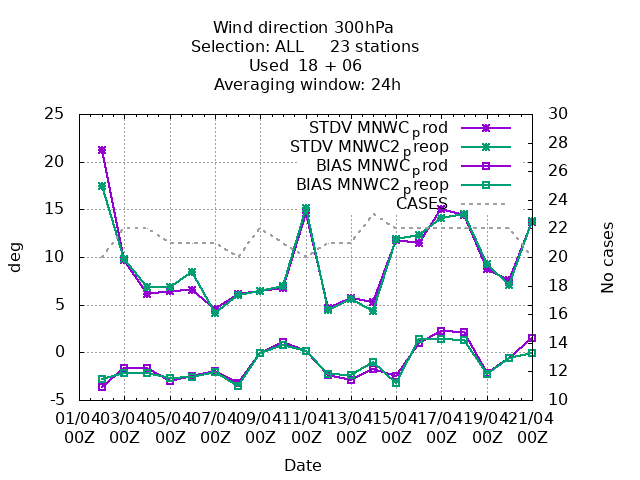 Wind direction 300hPa
Selection: ALL 23 stations
Used 18 + 06
Averaging window: 24h
25
20
15
10
5
0
-5
deg
30
28
26
24
22
20
18
16
14
12
10
No cases
STDV MNWC_prod
STDV MNWC2_preop
BIAS MNWC_prod
BIAS MNWC2_preop
CASES
01/04 03/04 05/04 07/04 09/04 11/04 13/04 15/04 17/04 19/04 21/04
00Z 00Z 00Z 00Z 00Z 00Z 00Z 00Z 00Z 00Z 00Z
Date